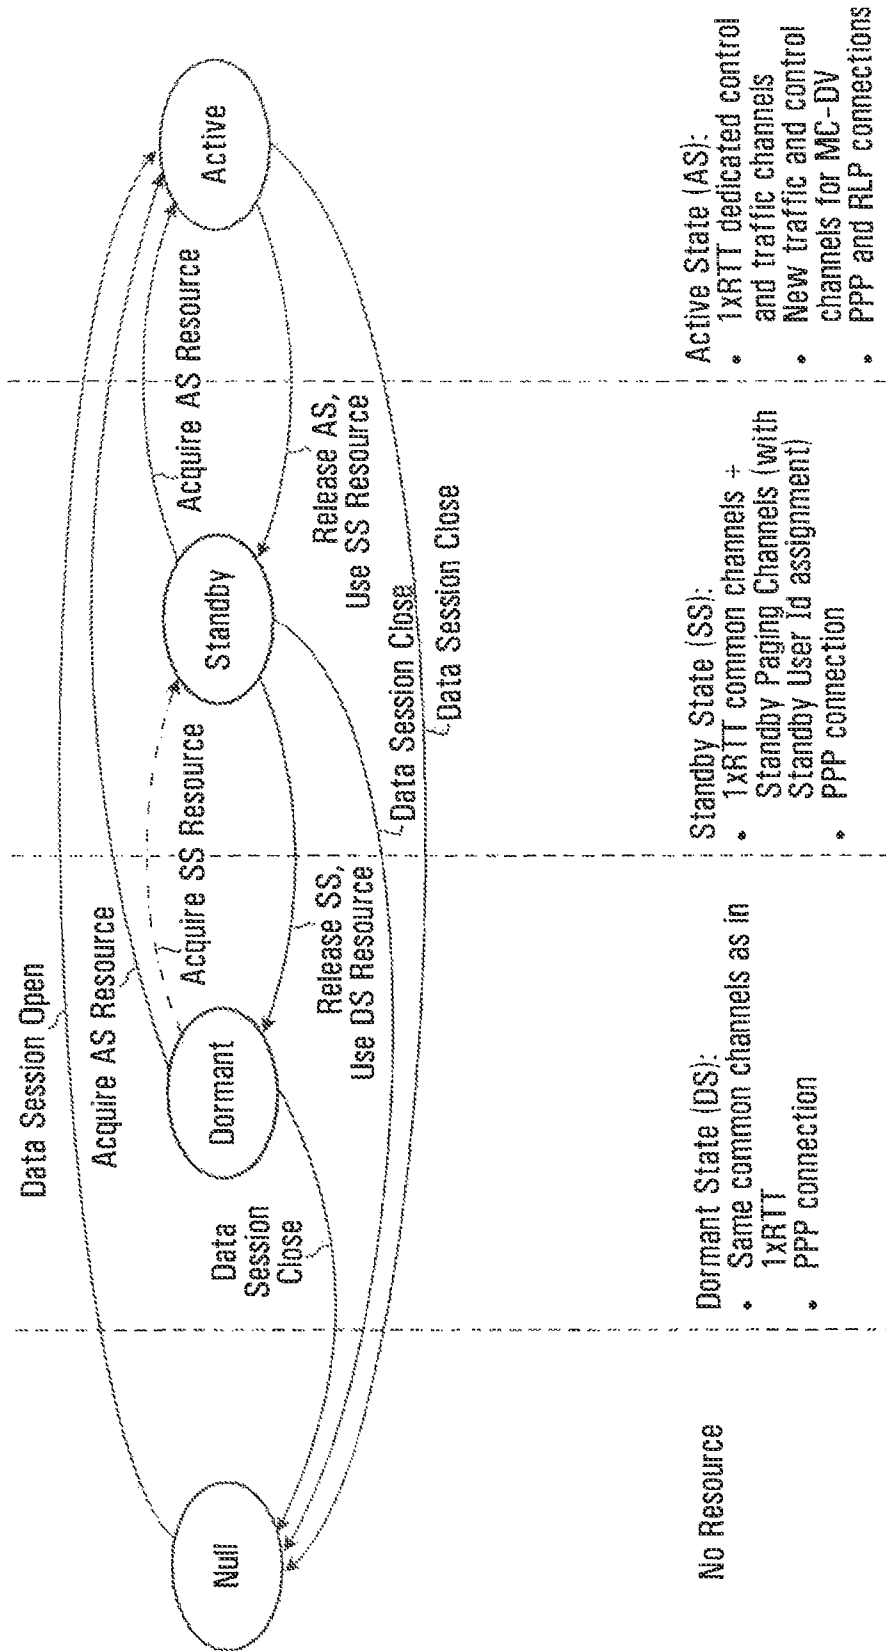 Data Session Open
Acquire AS Resource
Null
Data
Session
Close
Dormant
Acquire SS Resource
Release SS,
Use DS Resource
Standby
Acquire AS Resource
Release AS,
Use SS Resource
Active
Data Session Close
Data Session Close
No Resource
Dormant State (DS):
• Same common channels as in
1xRTT
• PPP connection
Standby State (SS):
• 1xRTT common channels +
Standby Paging Channels (with
Standby User Id assignment)
• PPP connection
Active State (AS):
• 1xRTT dedicated control
and traffic channels
• New traffic and control
channels for MC-DV
• PPP and RLP connections